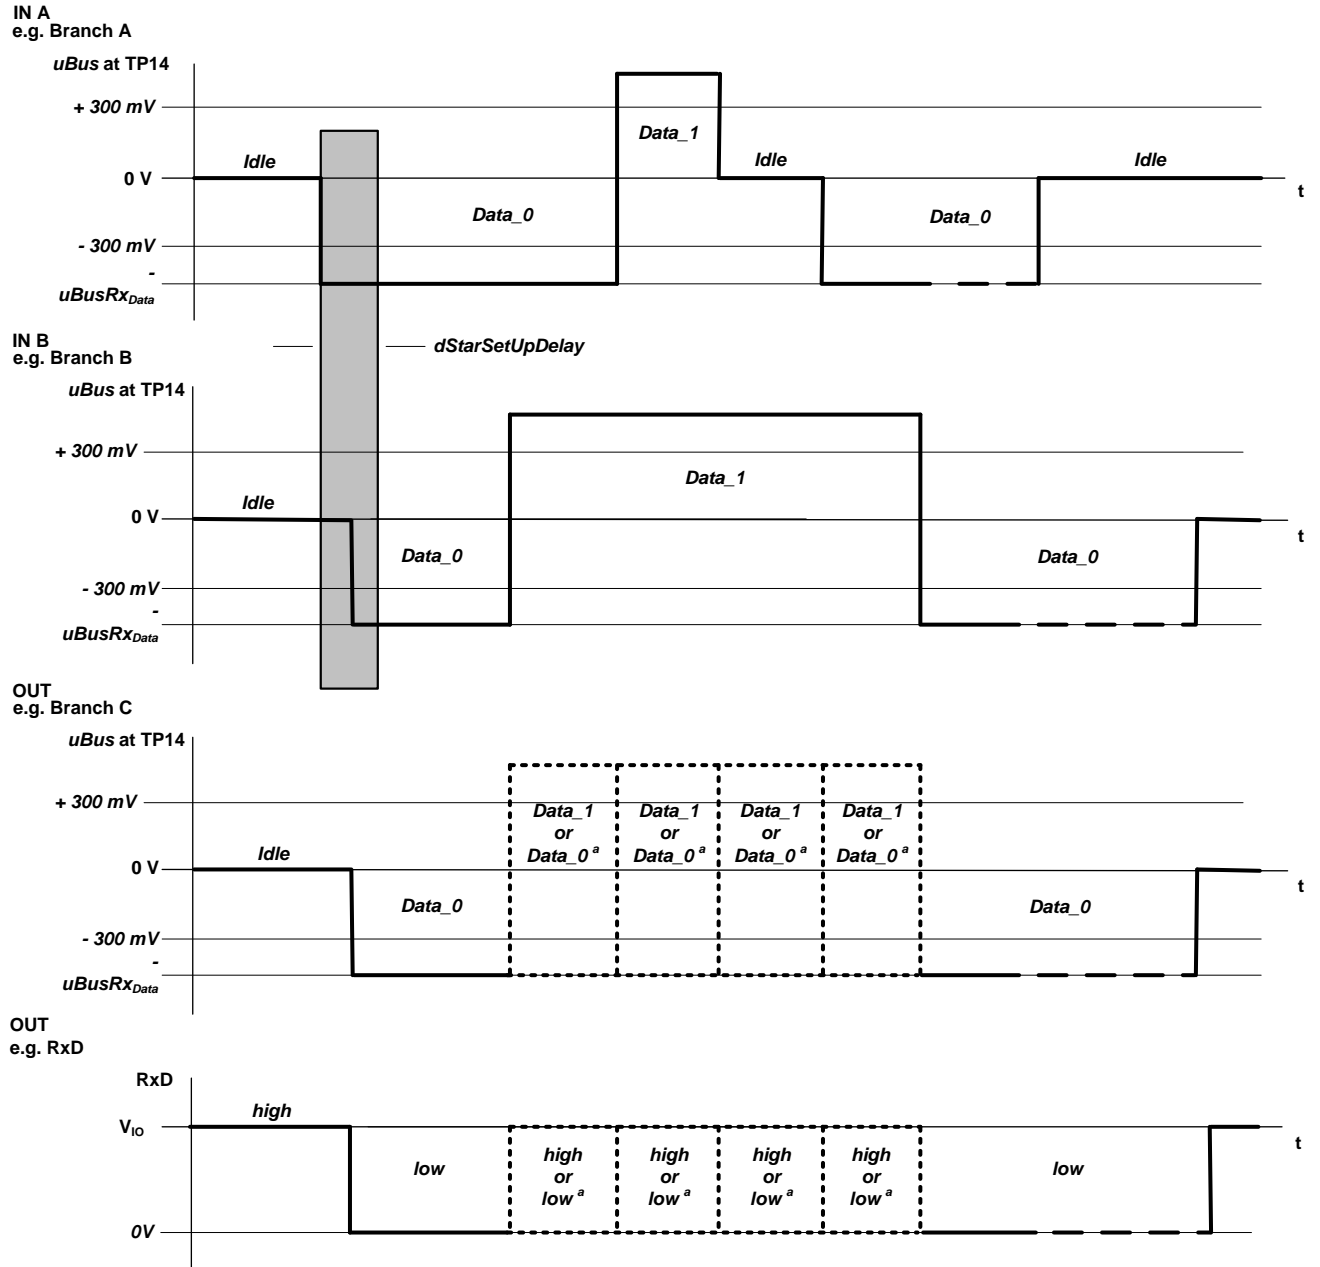 IN A
e.g. Branch A
uBus at TP14
+ 300 mV
Data_1
Idle
Idle
Idle
0 V
t
Data_0
Data_0
- 300 mV
-
uBusRxData
IN B
e.g. Branch B
dStarSetUpDelay
uBus at TP14
+ 300 mV
Data_1
Idle
0 V
t
Data_0
Data_0
- 300 mV
-
uBusRxData
OUT
e.g. Branch C
uBus at TP14
+ 300 mV
Data_1
or
Data_0 a
Data_1
or
Data_0 a
Data_1
or
Data_0 a
Data_1
or
Data_0 a
Idle
0 V
t
Data_0
Data_0
- 300 mV
-
uBusRxData
OUT
e.g. RxD
RxD
high
VIO
t
low
high
or
low a
high
or
low a
high
or
low a
high
or
low a
low
0V